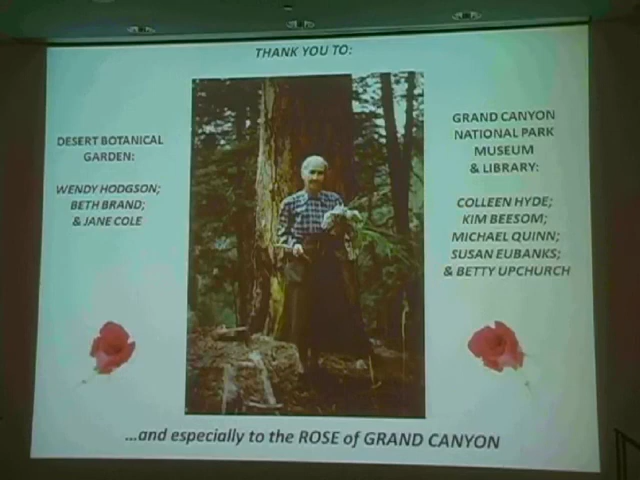 THANK YOU TO:
DESERT BOTANICAL
GARDEN:
WENDY HODGSON;
BETH BRAND;
& JANE COLE
GRAND CANYON
NATIONAL PARK
MUSEUM
& LIBRARY:
COLLEEN HYDE;
KIM BEESOM;
MICHAEL QUINN;
SUSAN EUBANKS;
& BETTY UPCHURCH
...and especially to the ROSE of GRAND CANYON